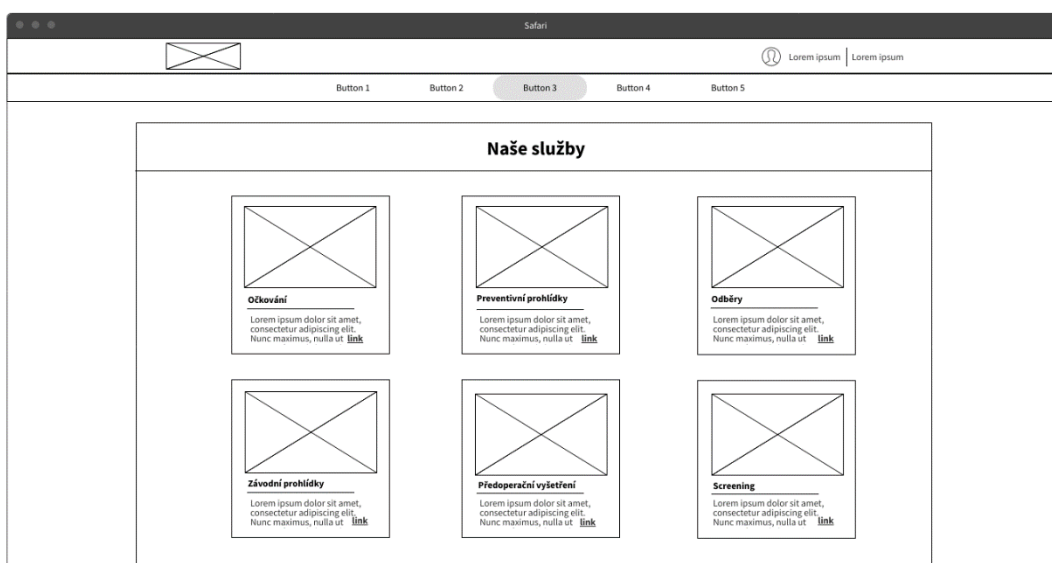 Safari
Lorem ipsum Lorem ipsum
Button 1 Button 2 Button 3 Button 4 Button 5
Naše služby
Očkování
Lorem ipsum dolor sit amet,
consectetur adipiscing elit.
Nunc maximus, nulla ut link
Preventivní prohlídky
Lorem ipsum dolor sit amet,
consectetur adipiscing elit.
Nunc maximus, nulla ut link
Odběry
Lorem ipsum dolor sit amet,
consectetur adipiscing elit.
Nunc maximus, nulla ut link
Závodní prohlídky
Lorem ipsum dolor sit amet,
consectetur adipiscing elit.
Nunc maximus, nulla ut link
Předoperační vyšetření
Lorem ipsum dolor sit amet,
consectetur adipiscing elit.
Nunc maximus, nulla ut link
Screening
Lorem ipsum dolor sit amet,
consectetur adipiscing elit.
Nunc maximus, nulla ut link